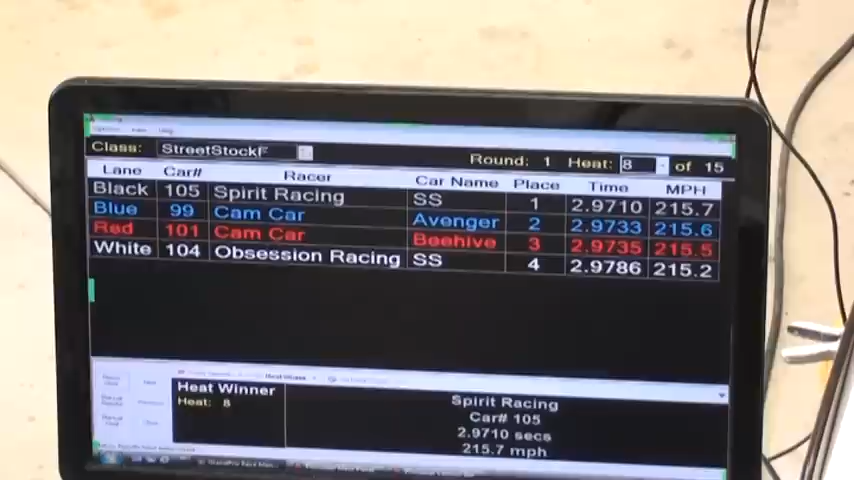 Class: StreetStock Round: 1 Heat: 8 of 15
Lane Car# Racer Car Name Place Time MPH
Black 105 Spirit Racing SS 1 2.9710 215.7
Blue 99 Cam Car Avenger 2 2.9733 215.6
Red 101 Cam Car Beehive 3 2.9735 215.5
White 104 Obsession Racing SS 4 2.9786 215.2
Heat Winner
Heat: 8
Spirit Racing
Car# 105
2.9710 secs
215.7 mph